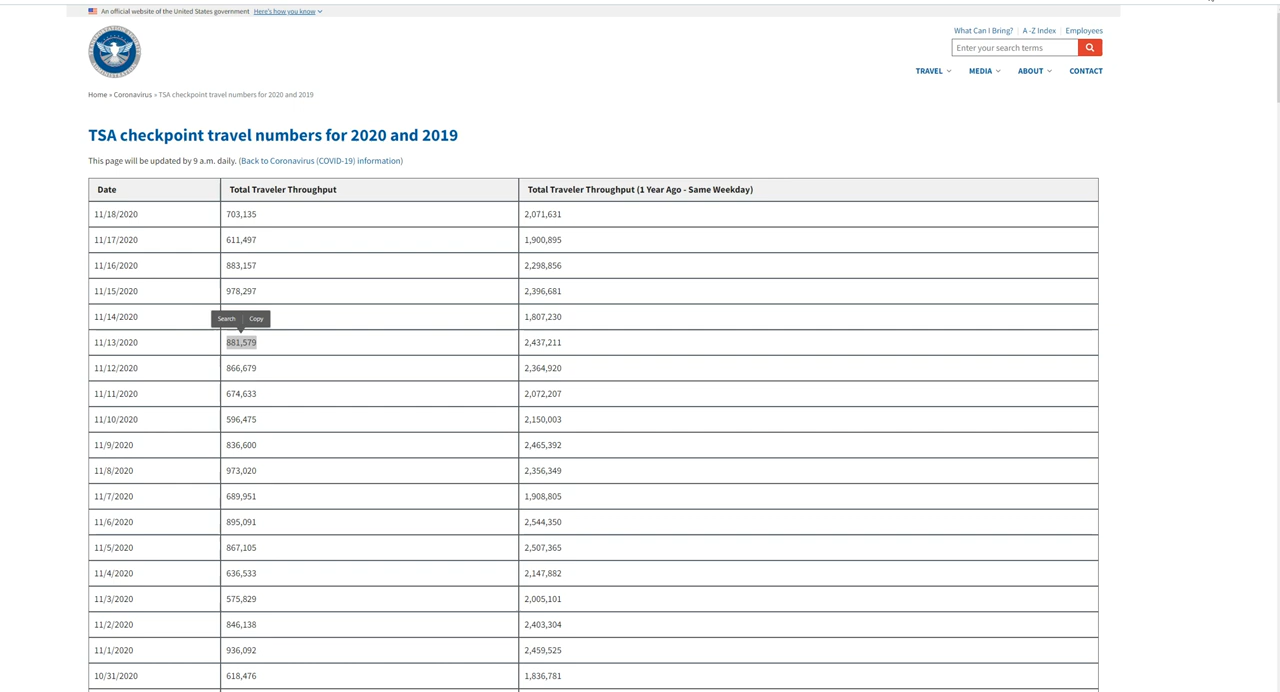 An official website of the United States government Here's how you know
What Can I Bring? A -Z Index Employees
Enter your search terms
TRAVEL MEDIA ABOUT CONTACT
Home » Coronavirus » TSA checkpoint travel numbers for 2020 and 2019
TSA checkpoint travel numbers for 2020 and 2019
This page will be updated by 9 a.m. daily. (Back to Coronavirus (COVID-19) information)
Date Total Traveler Throughput Total Traveler Throughput (1 Year Ago - Same Weekday)
11/18/2020 703,135 2,071,631
11/17/2020 611,497 1,900,895
11/16/2020 883,157 2,298,856
11/15/2020 978,297 2,396,681
11/14/2020 1,807,230
Search Copy
11/13/2020 881,579 2,437,211
11/12/2020 866,679 2,364,920
11/11/2020 674,633 2,072,207
11/10/2020 596,475 2,150,003
11/9/2020 836,600 2,465,392
11/8/2020 973,020 2,356,349
11/7/2020 689,951 1,908,805
11/6/2020 895,091 2,544,350
11/5/2020 867,105 2,507,365
11/4/2020 636,533 2,147,882
11/3/2020 575,829 2,005,101
11/2/2020 846,138 2,403,304
11/1/2020 936,092 2,459,525
10/31/2020 618,476 1,836,781